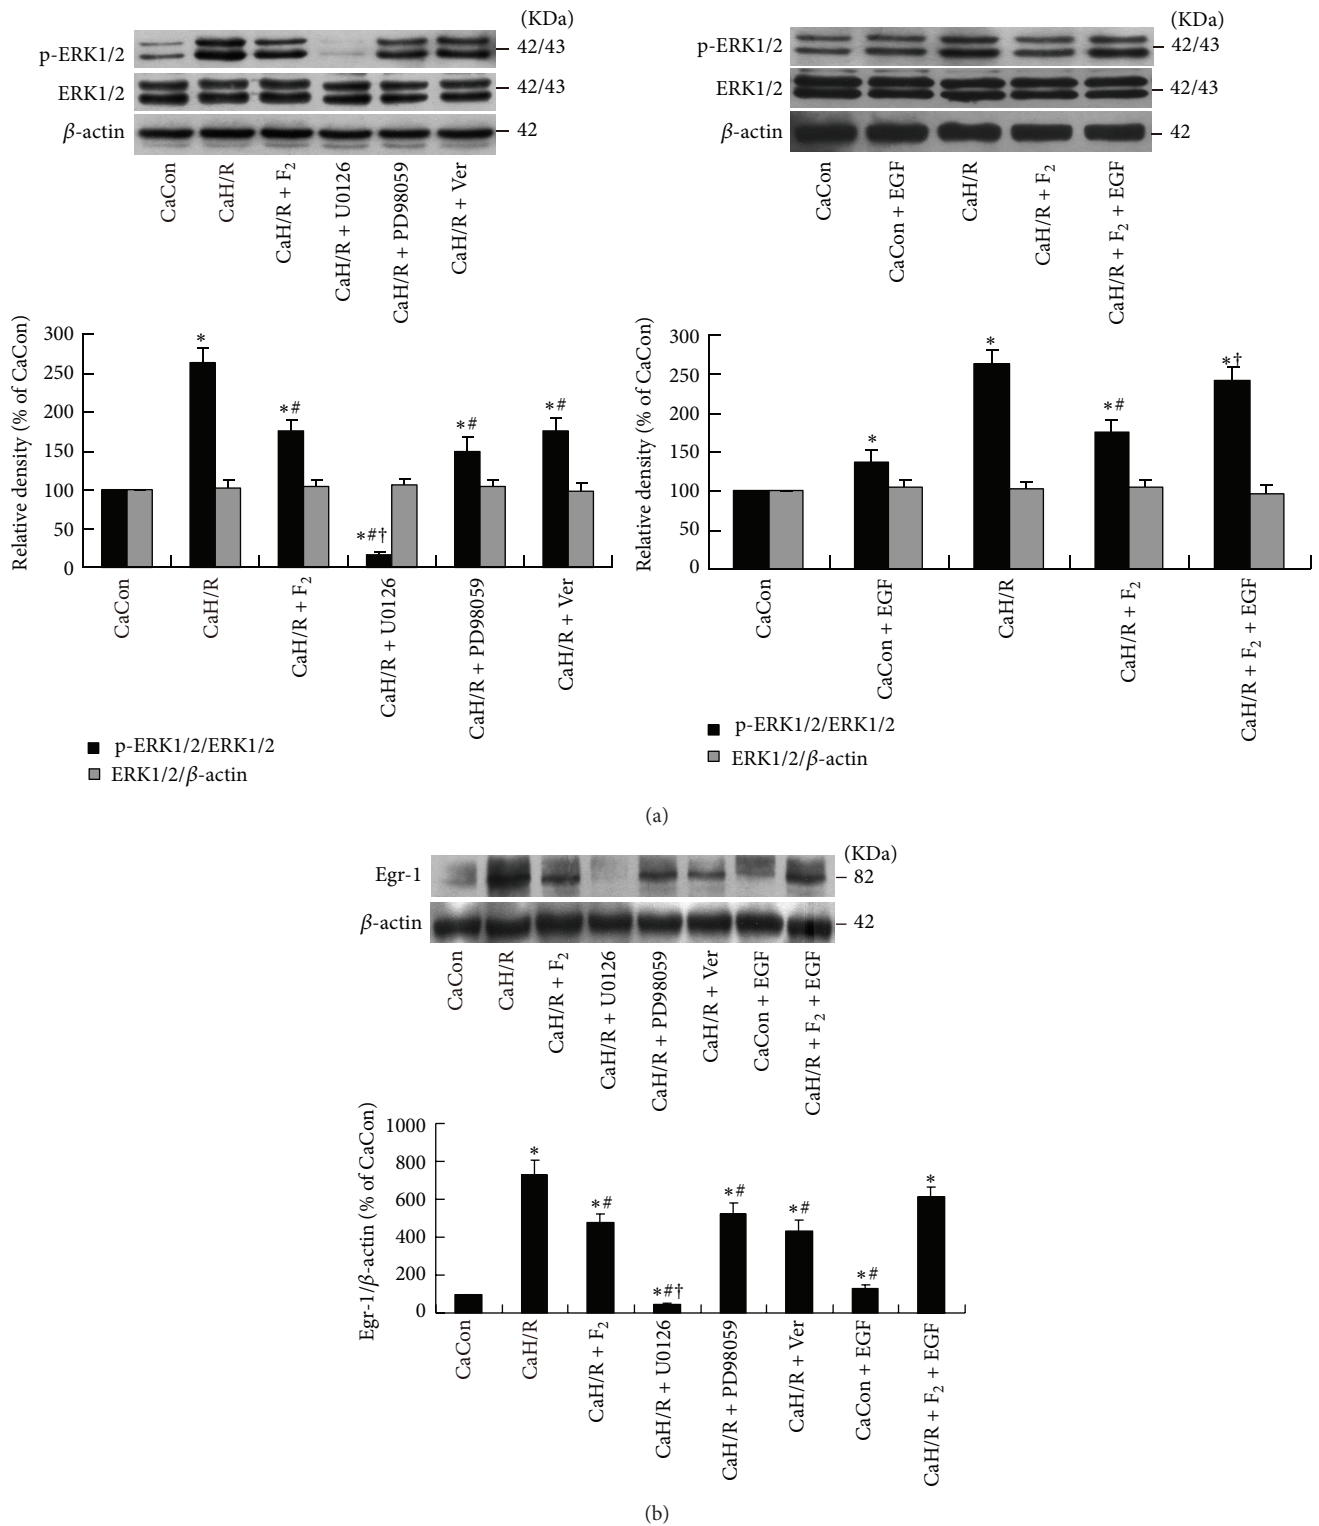 (KDa)
p-ERK1/2
42/43
ERK1/2
42/43
β-actin
42
CaCon
CaH/R
CaH/R + F2
CaH/R + U0126
CaH/R + PD98059
CaH/R + Ver
(KDa)
p-ERK1/2
42/43
ERK1/2
42/43
β-actin
42
CaCon
CaCon + EGF
CaH/R
CaH/R + F2
CaH/R + F2 + EGF
Relative density (% of CaCon)
300
250
200
150
100
50
0
*
*#
*#†
*#
*#
CaCon
CaH/R
CaH/R + F2
CaH/R + U0126
CaH/R + PD98059
CaH/R + Ver
p-ERK1/2/ERK1/2
ERK1/2/β-actin
Relative density (% of CaCon)
300
250
200
150
100
50
0
*
*
*#
*†
CaCon
CaCon + EGF
CaH/R
CaH/R + F2
CaH/R + F2 + EGF
p-ERK1/2/ERK1/2
ERK1/2/β-actin
(a)
(KDa)
Egr-1
82
β-actin
42
CaCon
CaH/R
CaH/R + F2
CaH/R + U0126
CaH/R + PD98059
CaH/R + Ver
CaCon + EGF
CaH/R + F2 + EGF
Egr-1/β-actin (% of CaCon)
1000
800
600
400
200
0
*
*#
*#†
*#
*#
*#
*
CaCon
CaH/R
CaH/R + F2
CaH/R + U0126
CaH/R + PD98059
CaH/R + Ver
CaCon + EGF
CaH/R + F2 + EGF
(b)